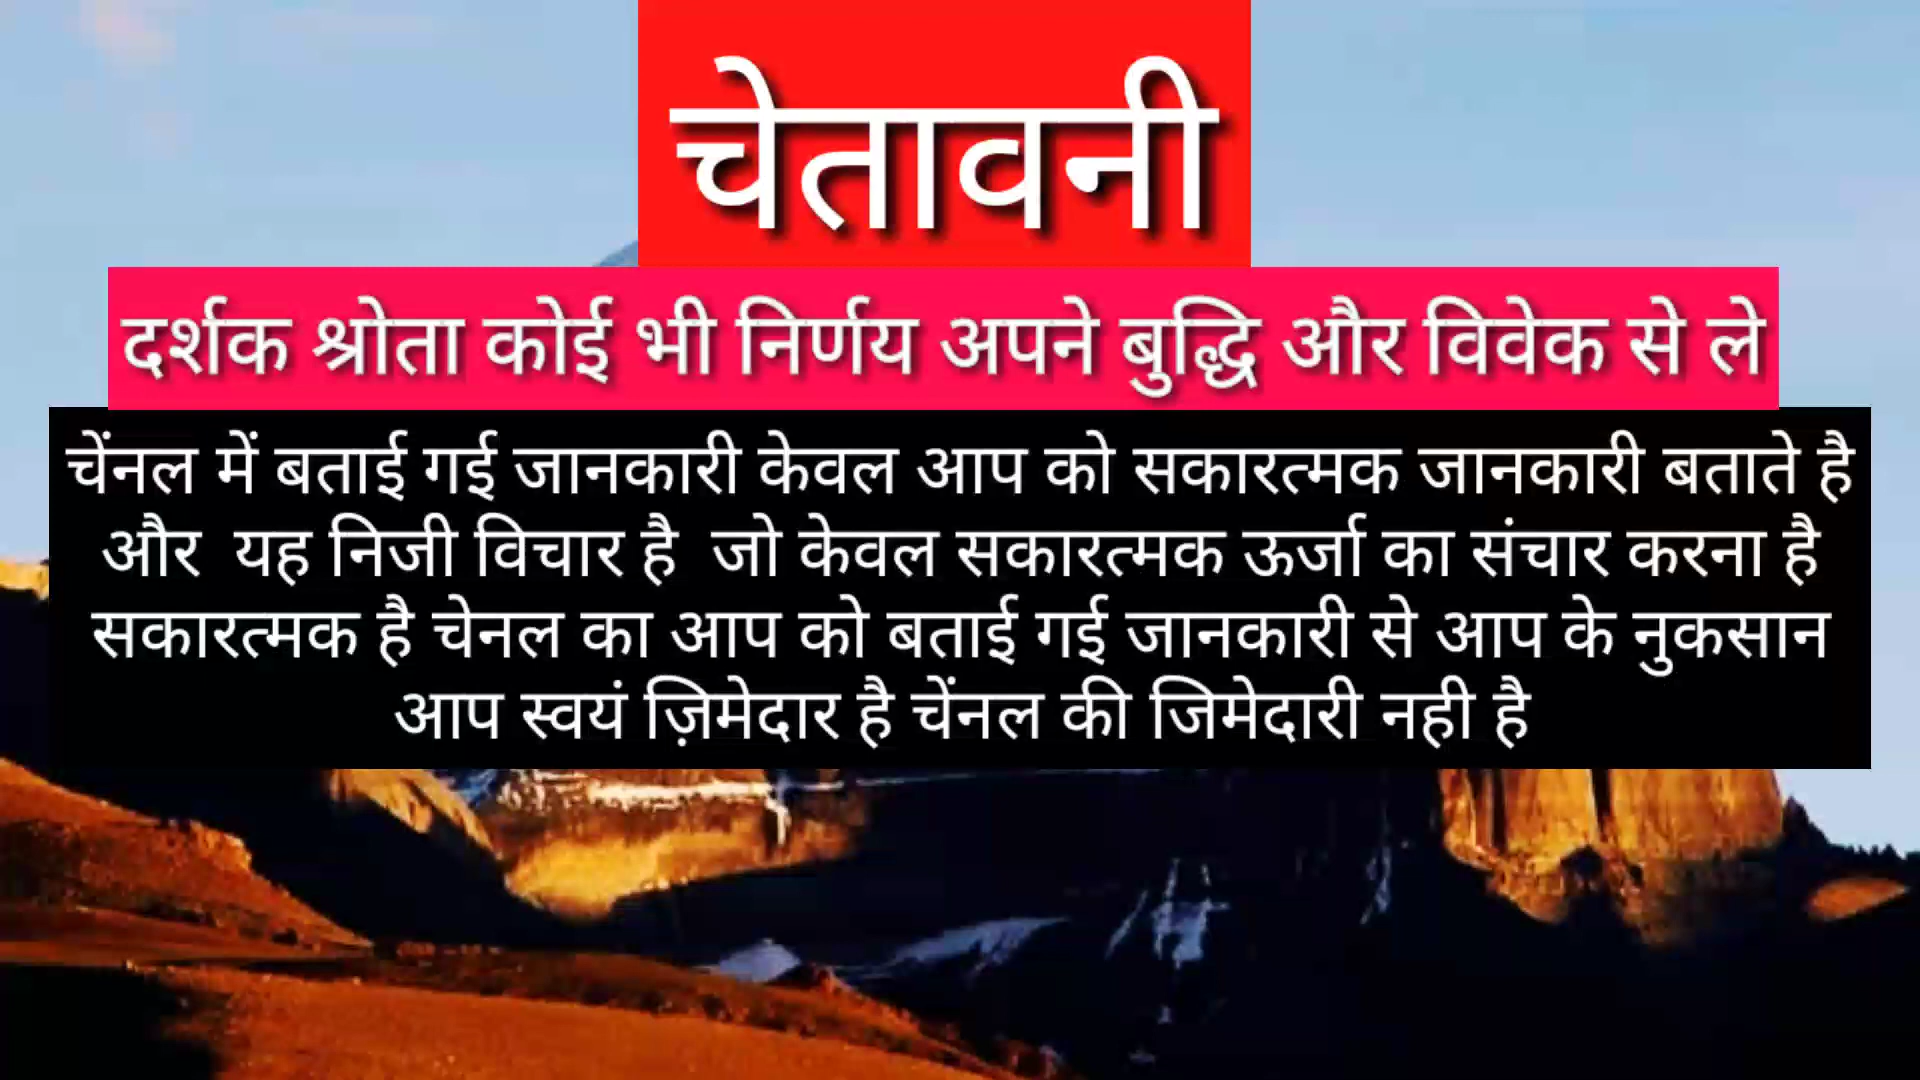 चेतावनी
दर्शक श्रोता कोई भी निर्णय अपने बुद्धि और विवेक से ले
चेंनल में बताई गई जानकारी केवल आप को सकारत्मक जानकारी बताते है
और यह निजी विचार है जो केवल सकारत्मक ऊर्जा का संचार करना है
सकारत्मक है चेनल का आप को बताई गई जानकारी से आप के नुकसान
आप स्वयं ज़िमेदार है चेंनल की जिमेदारी नही है